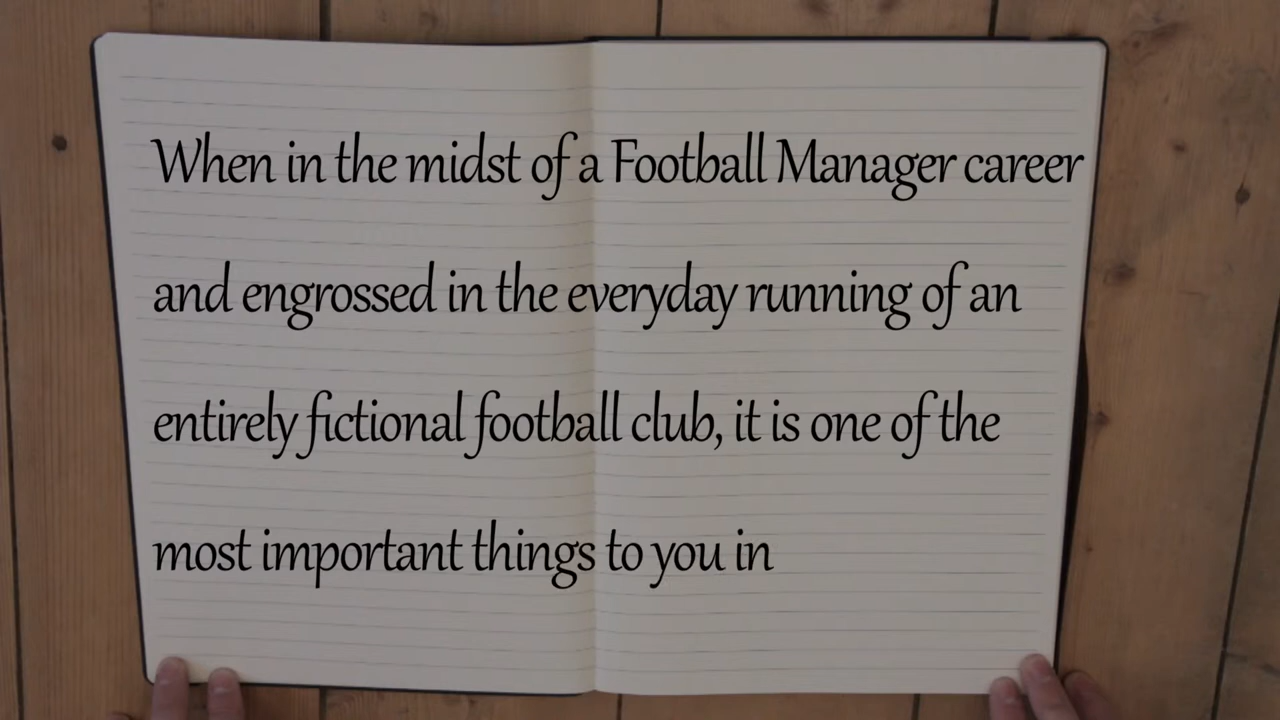 When in the midst of a Football Manager career
and engrossed in the everyday running of an
entirely fictional football club, it is one of the
most important things to you in